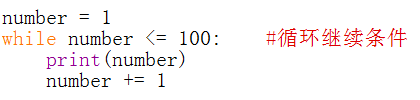 number = 1
while number <= 100:    #循环继续条件
    print(number)
    number += 1